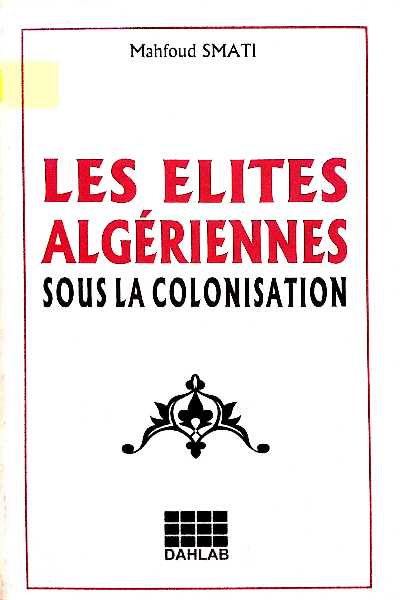 Mahfoud SMATI
LES ELITES
ALGÉRIENNES
SOUS LA COLONISATION
DAHLAB